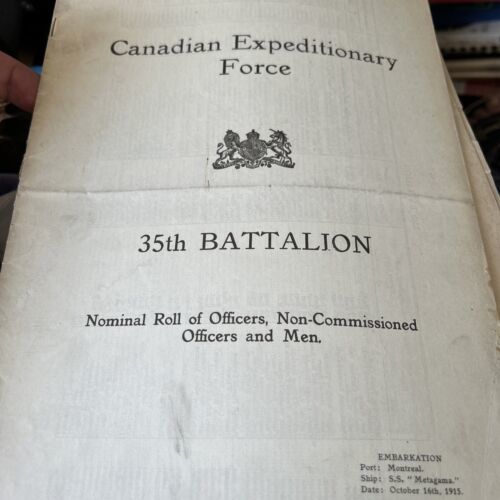 Canadian Expeditionary
Force
35th BATTALION
Nominal Roll of Officers, Non-Commissioned
Officers and Men.
EMBARKATION
Port: Montreal.
Ship: S.S. "Metagama."
Date: October 16th, 1915.